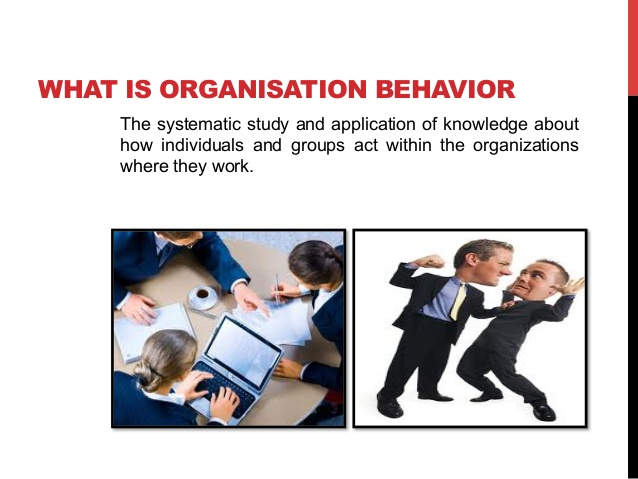 WHAT IS ORGANISATION BEHAVIOR
The systematic study and application of knowledge about
how individuals and groups act within the organizations
where they work.